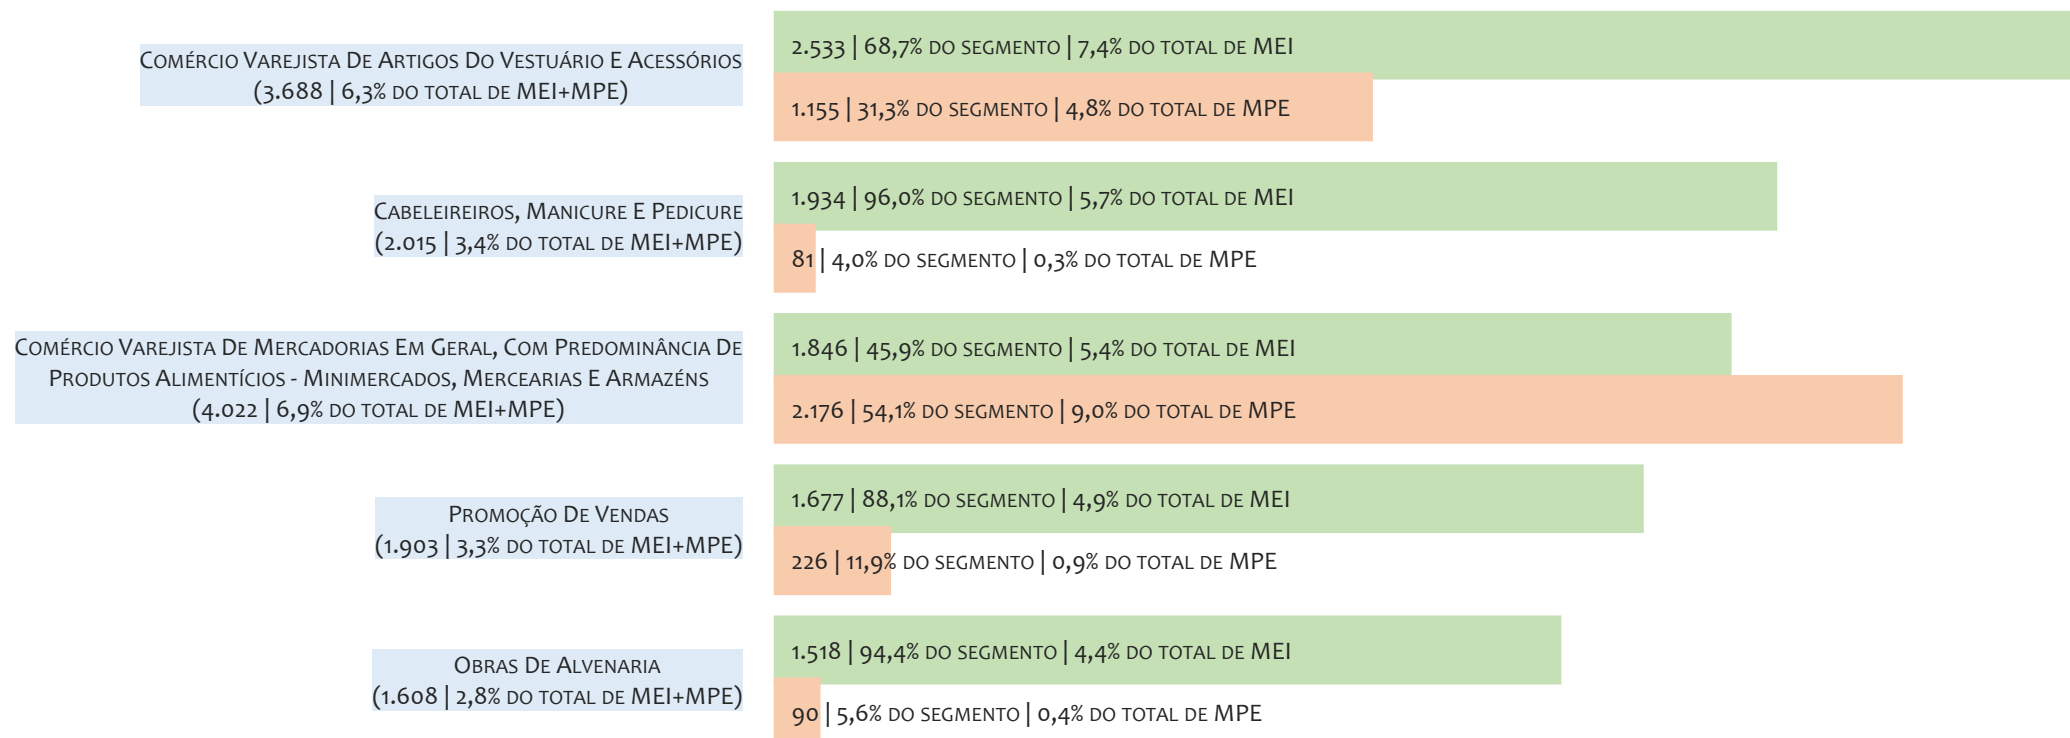 Comércio Varejista De Artigos Do Vestuário E Acessórios
(3.688 | 6,3% do total de MEI+MPE)
2.533 | 68,7% do segmento | 7,4% do total de MEI
1.155 | 31,3% do segmento | 4,8% do total de MPE
Cabeleireiros, Manicure E Pedicure
(2.015 | 3,4% do total de MEI+MPE)
1.934 | 96,0% do segmento | 5,7% do total de MEI
81 | 4,0% do segmento | 0,3% do total de MPE
Comércio Varejista De Mercadorias Em Geral, Com Predominância De
Produtos Alimentícios - Minimercados, Mercearias E Armazéns
(4.022 | 6,9% do total de MEI+MPE)
1.846 | 45,9% do segmento | 5,4% do total de MEI
2.176 | 54,1% do segmento | 9,0% do total de MPE
Promoção De Vendas
(1.903 | 3,3% do total de MEI+MPE)
1.677 | 88,1% do segmento | 4,9% do total de MEI
226 | 11,9% do segmento | 0,9% do total de MPE
Obras De Alvenaria
(1.608 | 2,8% do total de MEI+MPE)
1.518 | 94,4% do segmento | 4,4% do total de MEI
90 | 5,6% do segmento | 0,4% do total de MPE